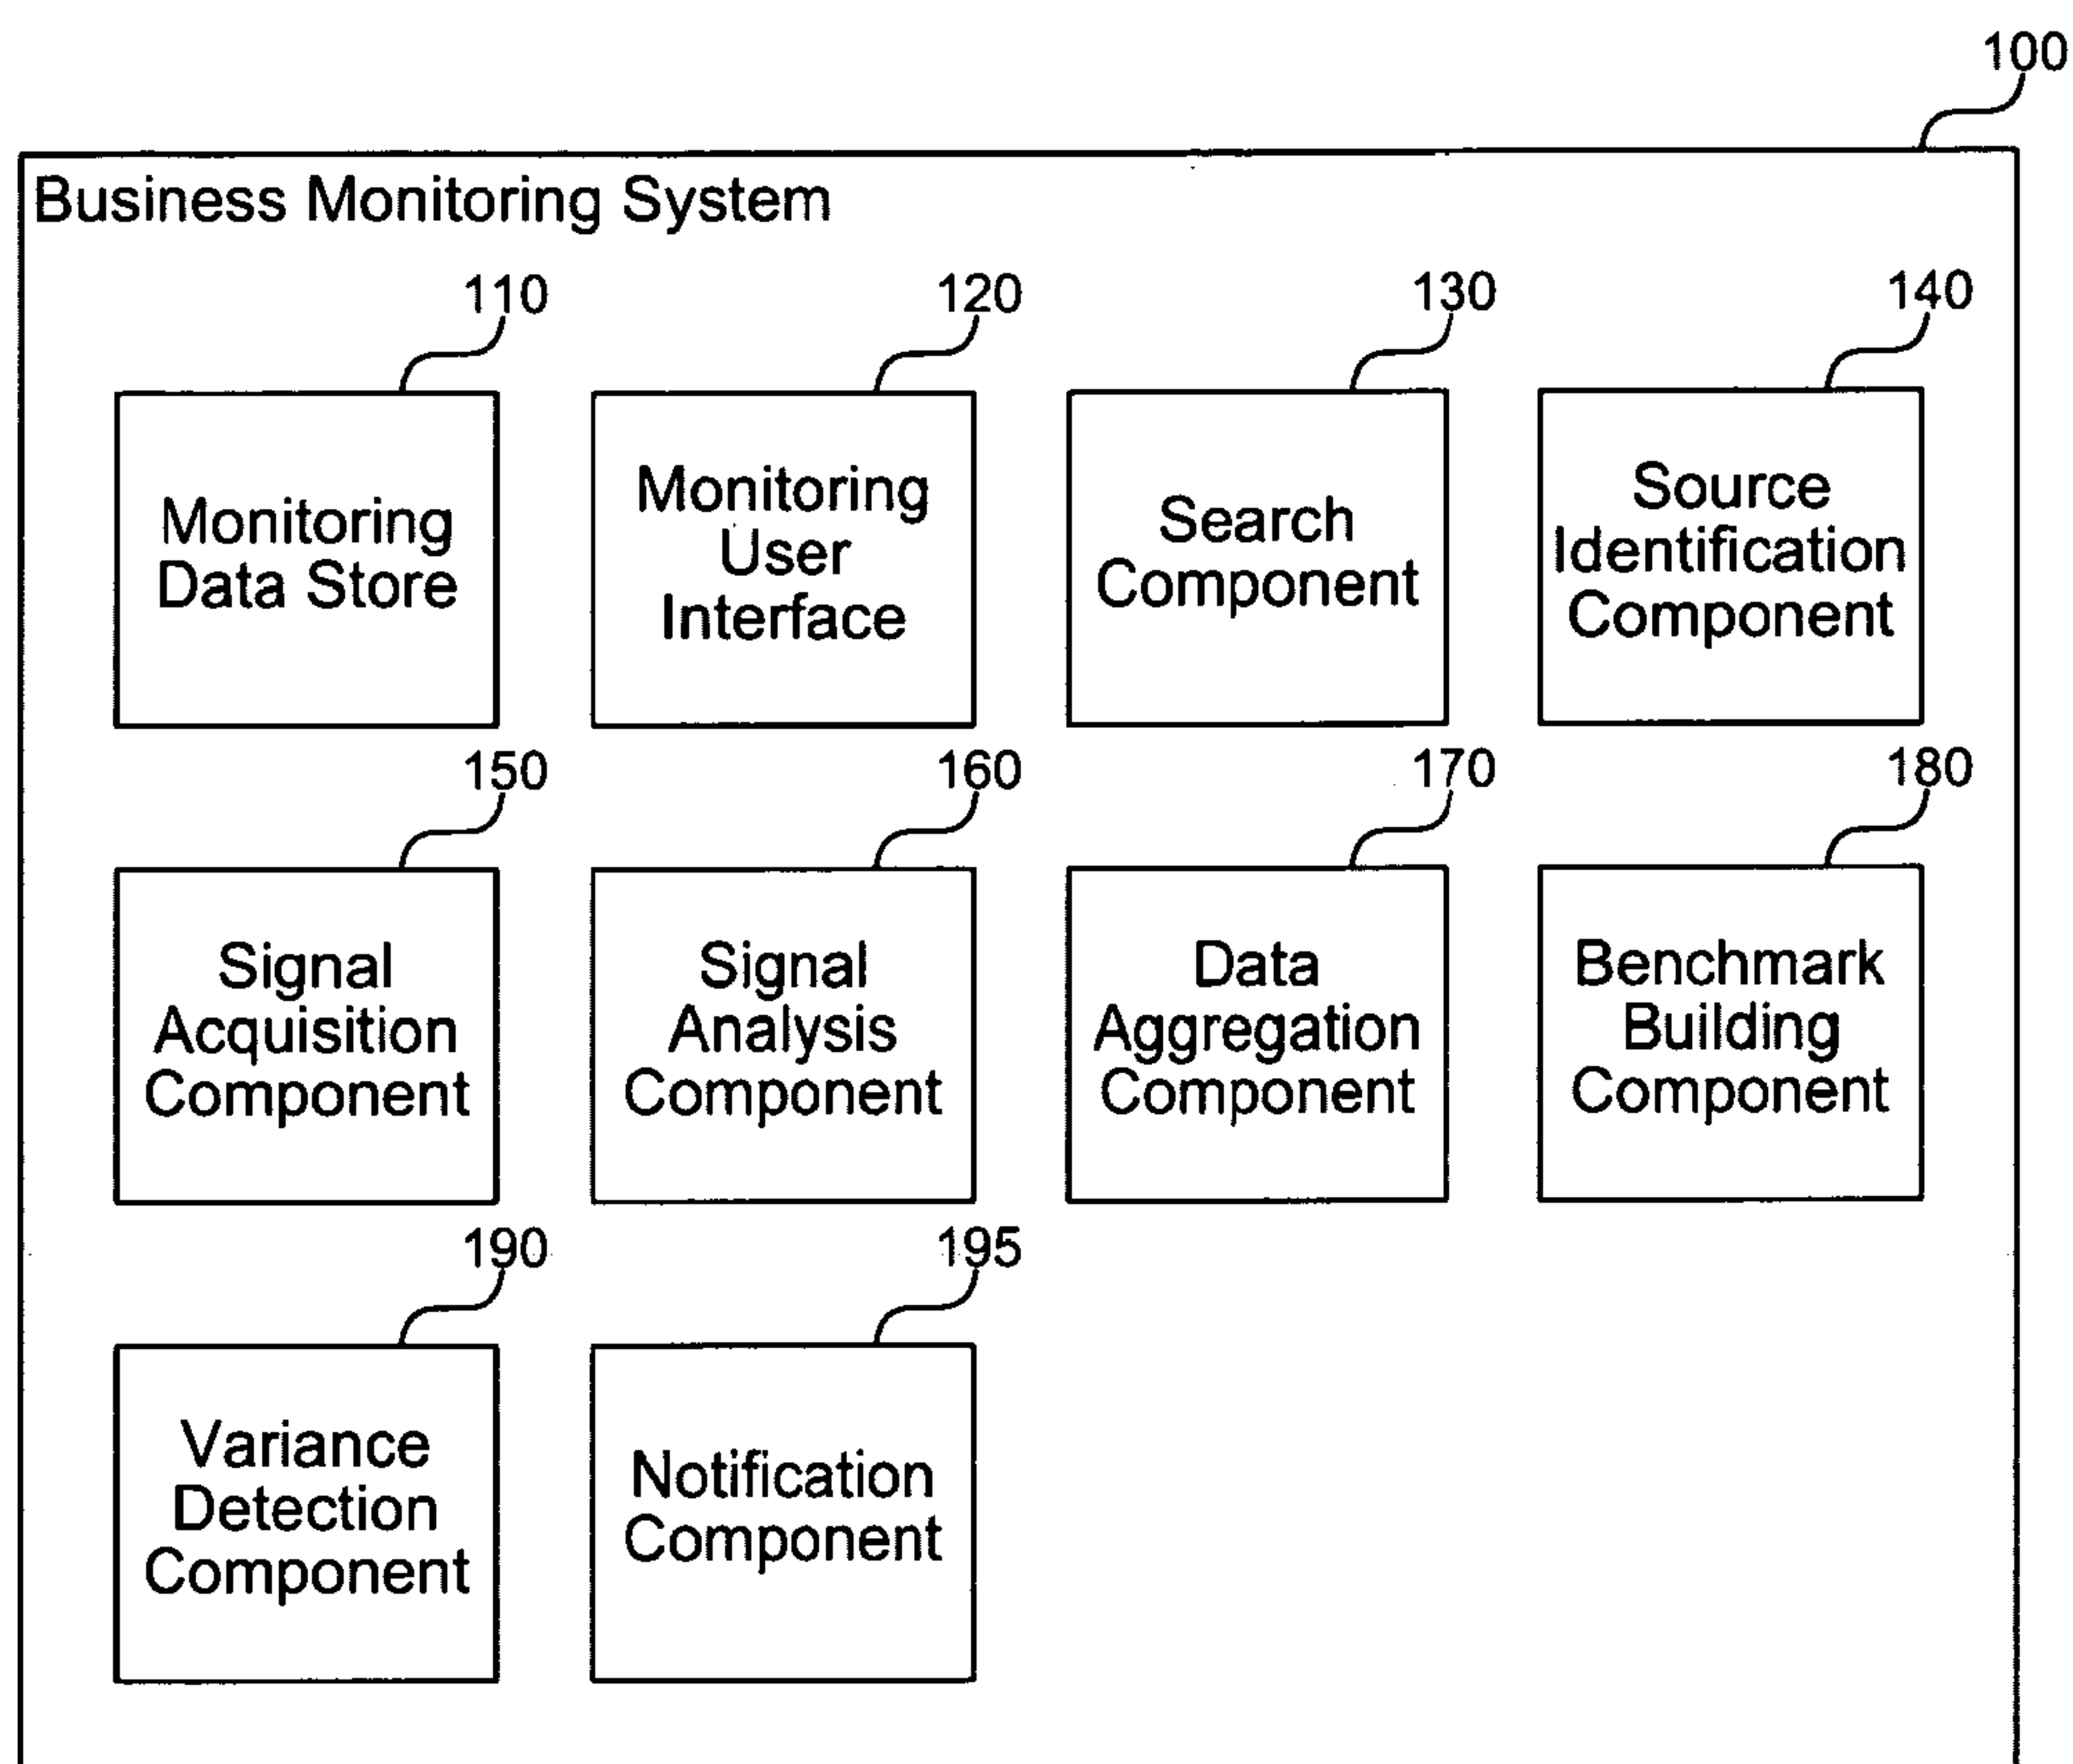 100
Business Monitoring System
110
120
130
140
Monitoring
Data Store
Monitoring
User
Interface
Search
Component
Source
Identification
Component
150
160
170
180
Signal
Acquisition
Component
Signal
Analysis
Component
Data
Aggregation
Component
Benchmark
Building
Component
190
195
Variance
Detection
Component
Notification
Component